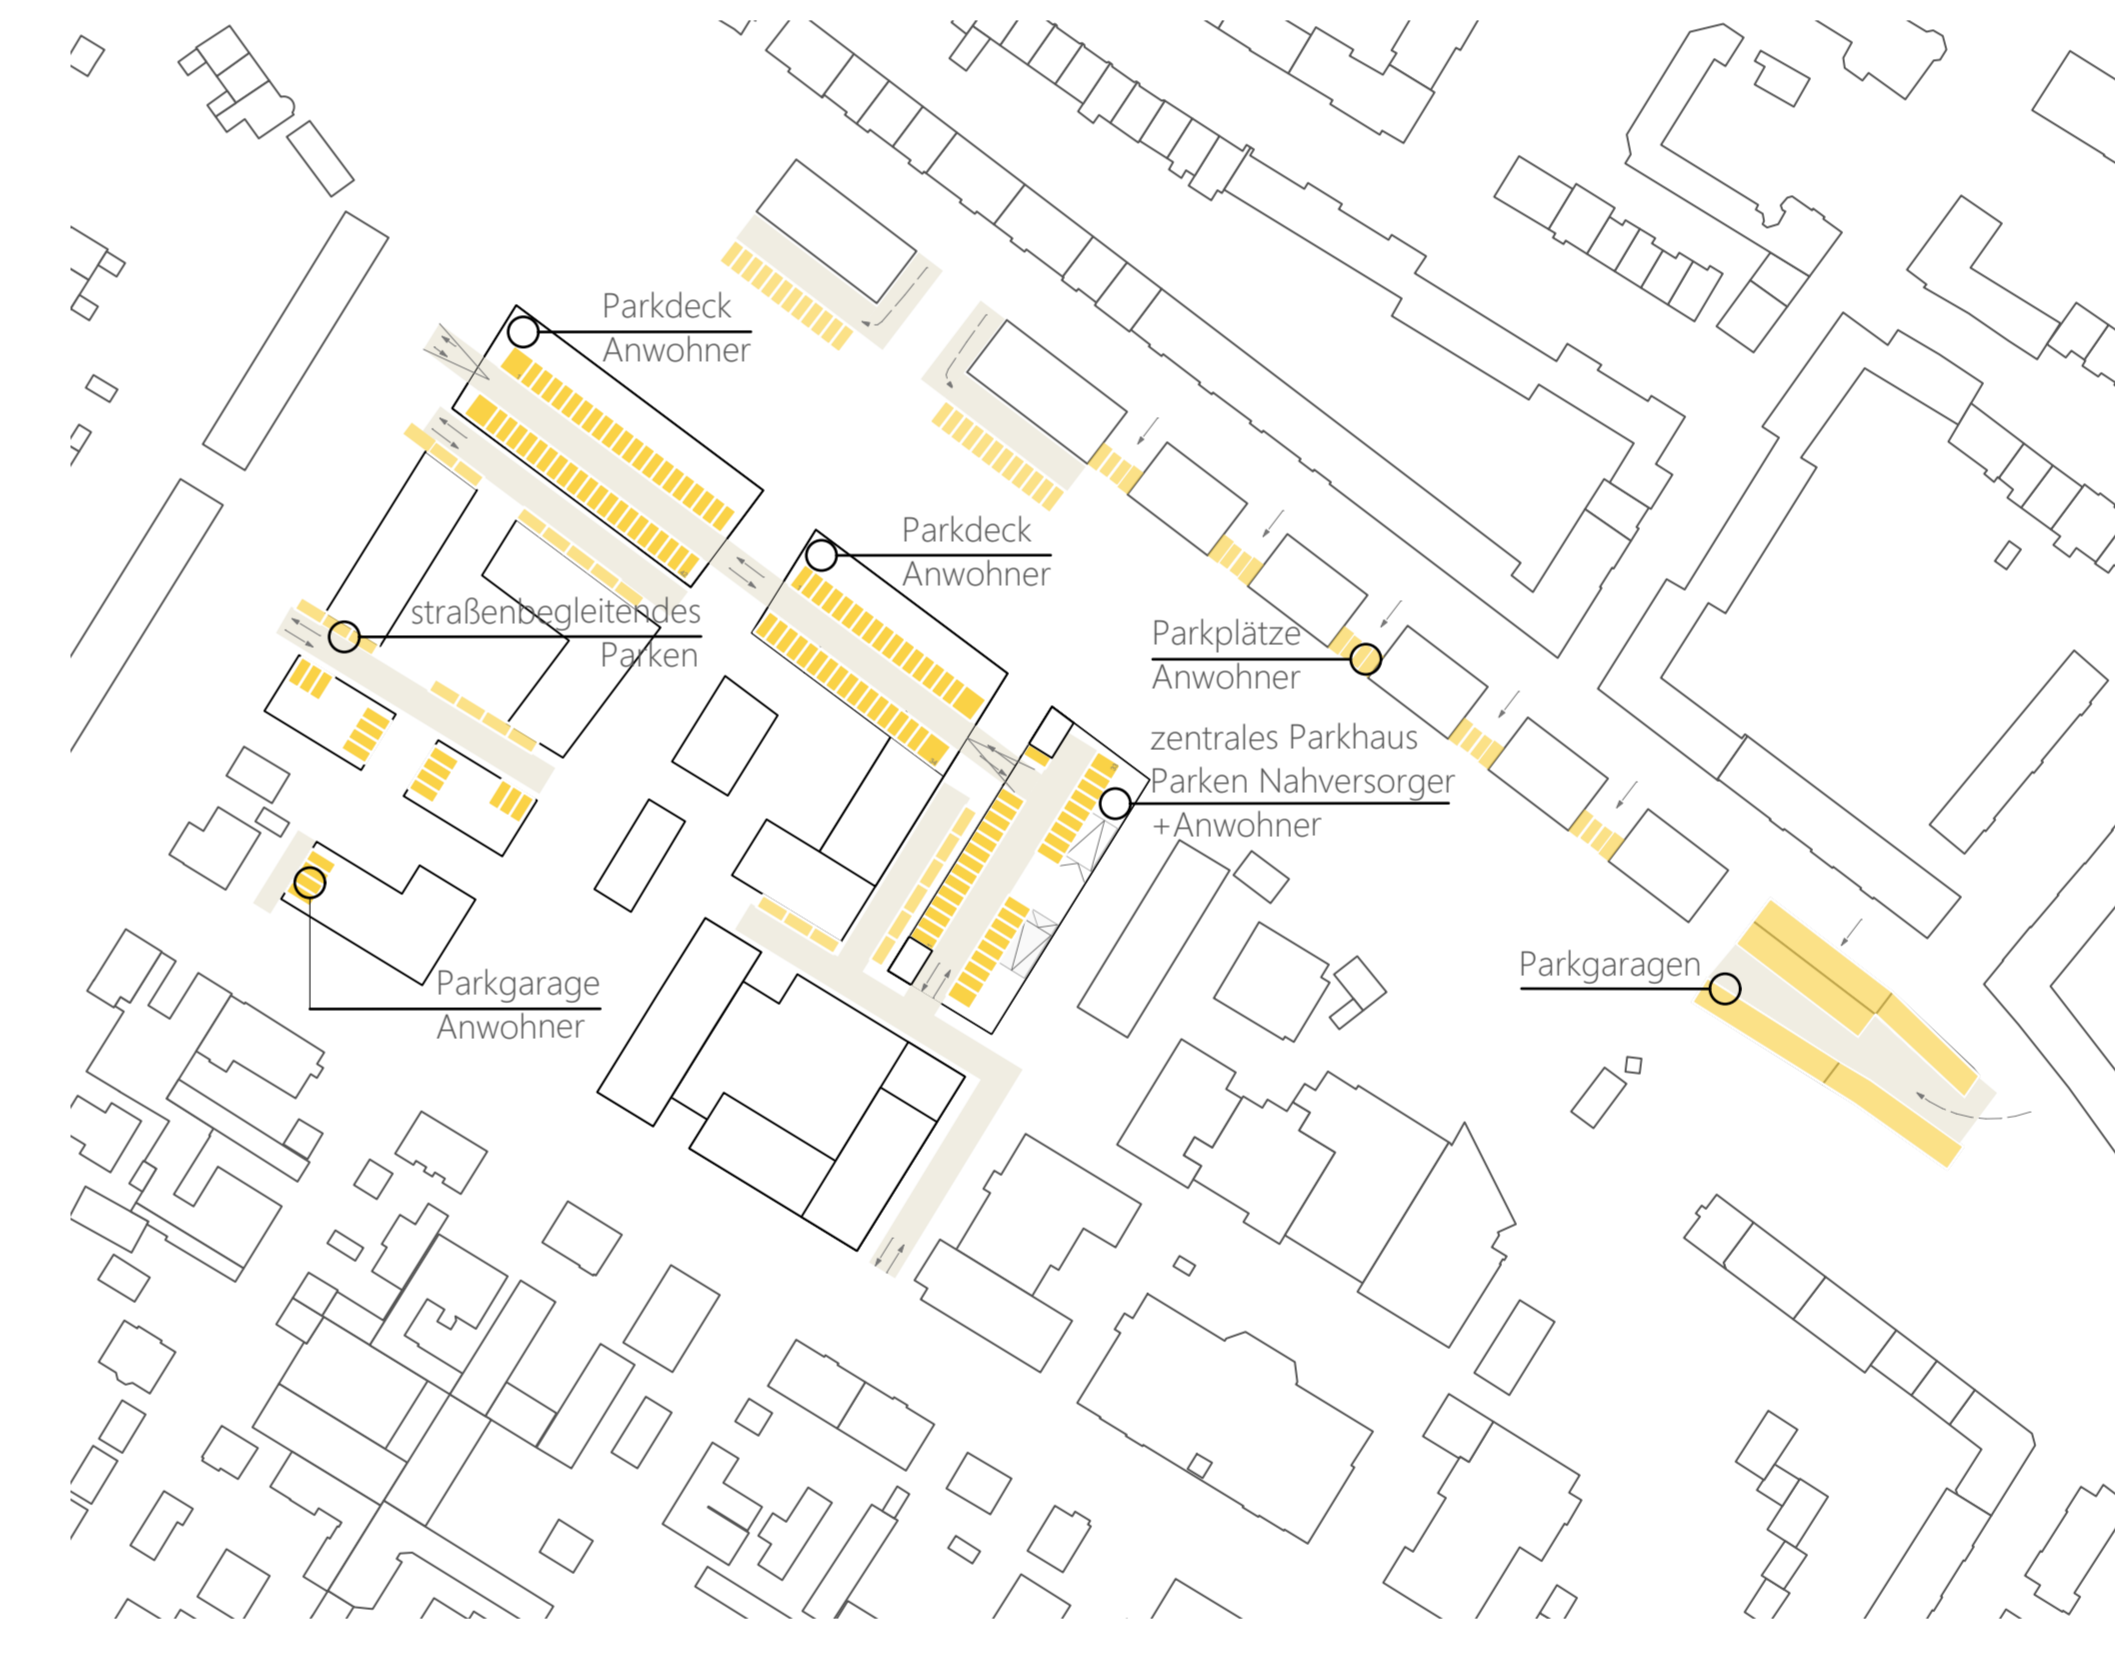 Parkdeck
Anwohner
Parkdeck
Anwohner
straßenbegleitendes
Parken
Parkplätze
Anwohner
zentrales Parkhaus
Parken Nahversorger
+Anwohner
Parkgaragen
Parkgarage
Anwohner